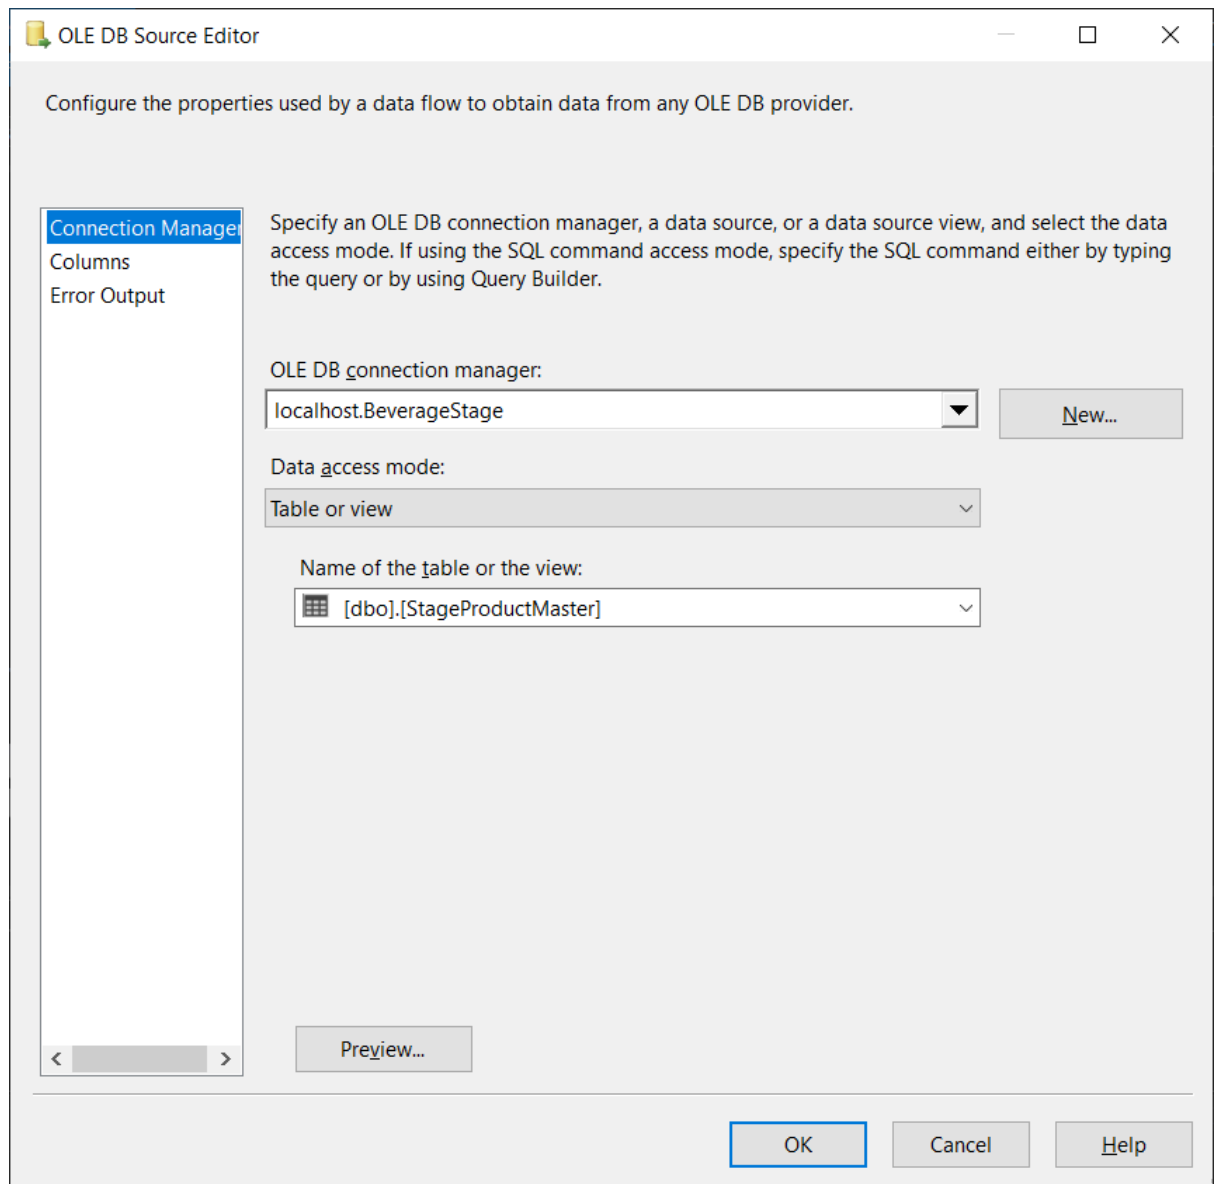 OLE DB Source Editor
Configure the properties used by a data flow to obtain data from any OLE DB provider.
Connection Manager
Columns
Error Output
Specify an OLE DB connection manager, a data source, or a data source view, and select the data
access mode. If using the SQL command access mode, specify the SQL command either by typing
the query or by using Query Builder.
OLE DB connection manager:
localhost.BeverageStage
New...
Data access mode:
Table or view
Name of the table or the view:
[dbo].[StageProductMaster]
Preview...
OK
Cancel
Help